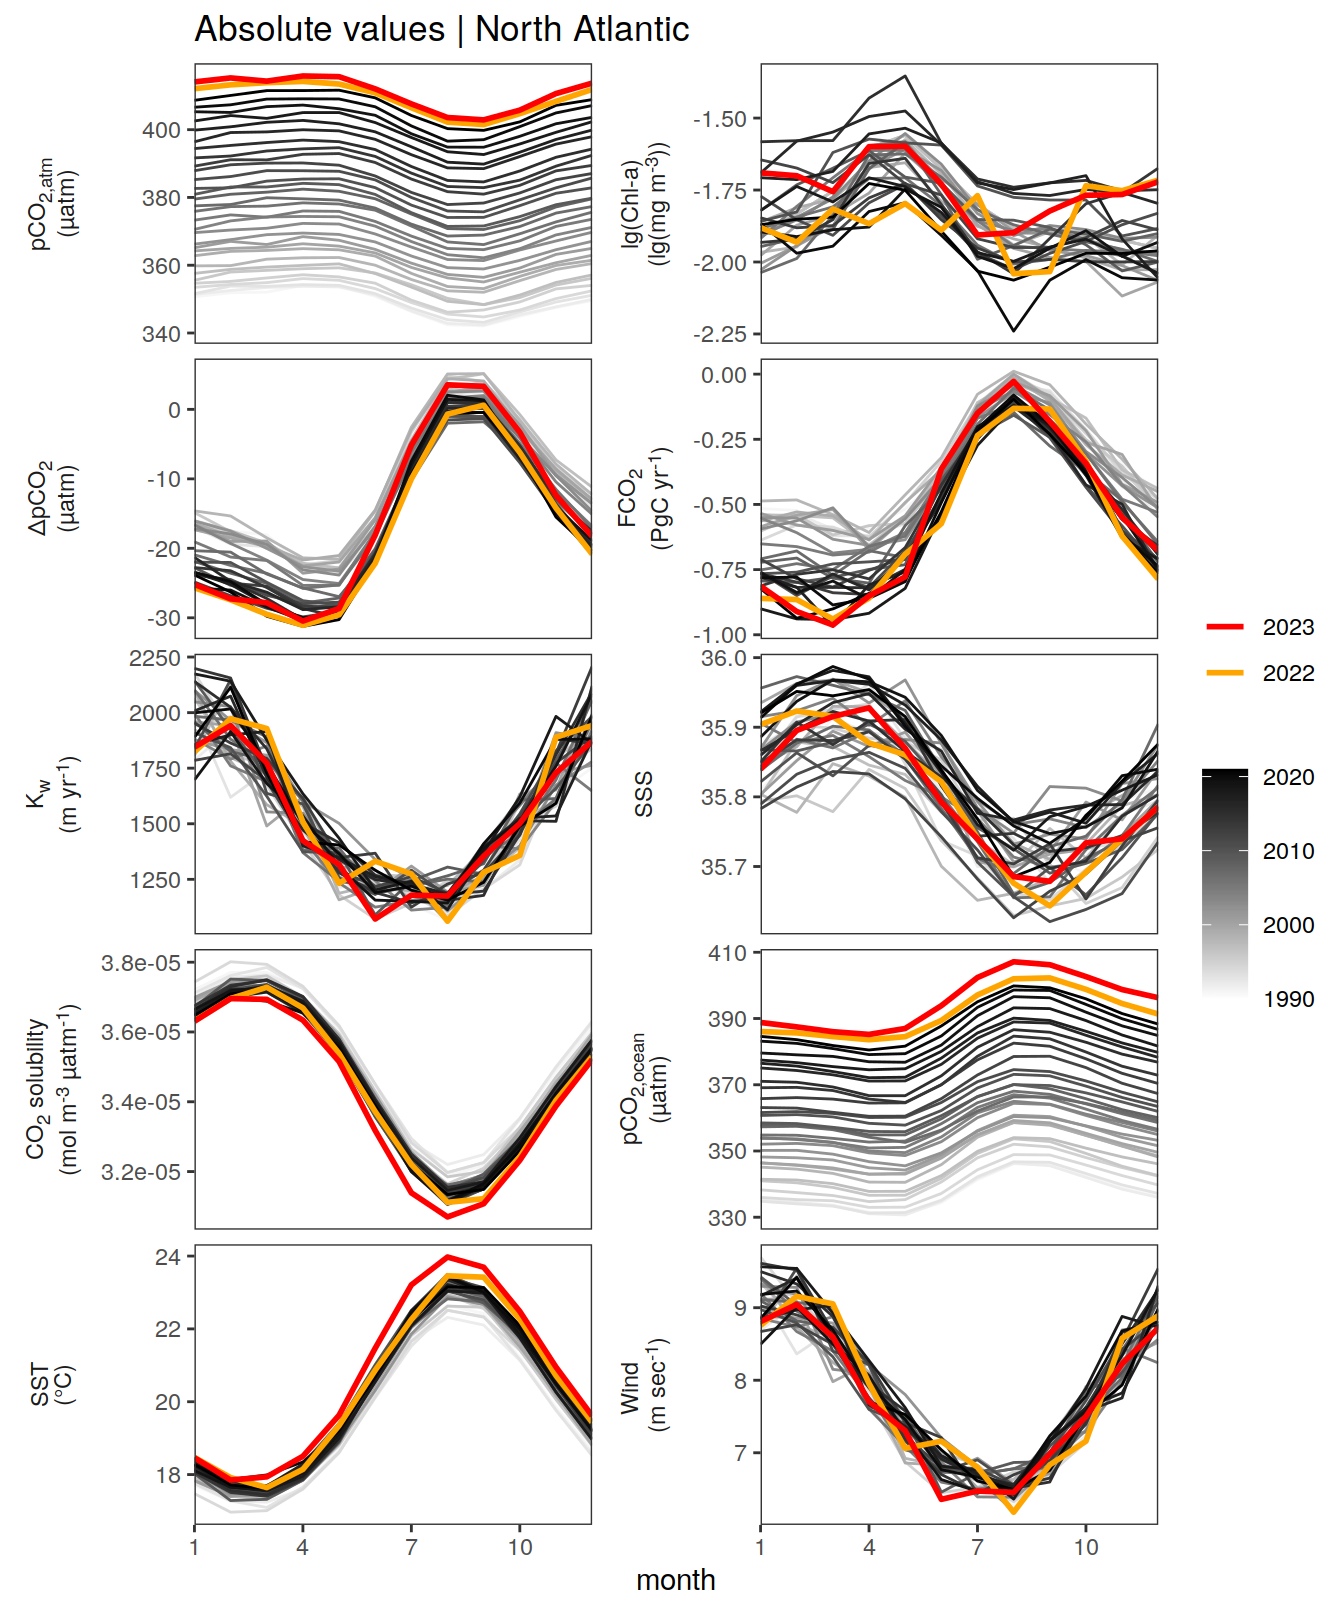 Absolute values | North Atlantic
pCO2,atm
(µatm)
400
380
360
340
lg(Chl-a)
(lg(mg m-3))
-1.50
-1.75
-2.00
-2.25
ΔpCO2
(µatm)
0
-10
-20
-30
FCO2
(PgC yr-1)
0.00
-0.25
-0.50
-0.75
-1.00
Kw
(m yr-1)
2250
2000
1750
1500
1250
SSS
36.0
35.9
35.8
35.7
CO2 solubility
(mol m-3 µatm-1)
3.8e-05
3.6e-05
3.4e-05
3.2e-05
pCO2,ocean
(µatm)
410
390
370
350
330
SST
(°C)
24
22
20
18
1 4 7 10
Wind
(m sec-1)
9
8
7
1 4 7 10
month
2023
2022
2020
2010
2000
1990